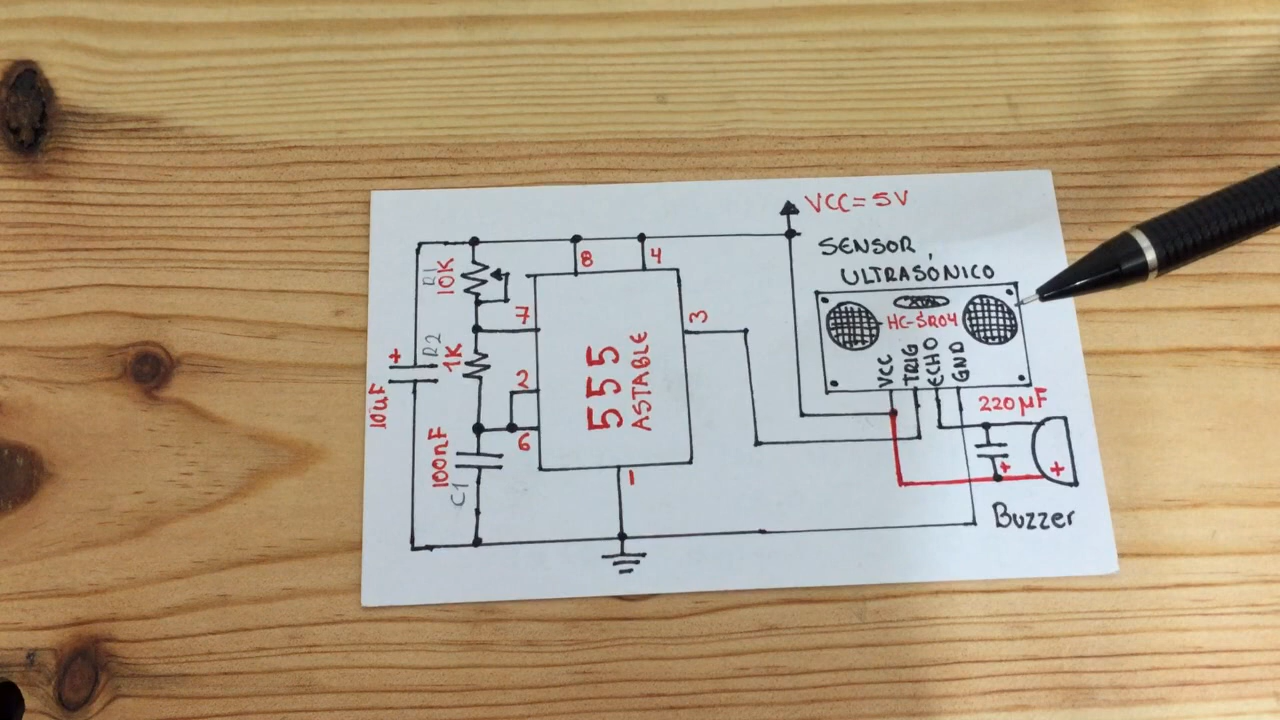 VCC = 5V
SENSOR
ULTRASÓNICO
HC-SR04
VCC
TRIG
ECHO
GND
220µF
+
+
Buzzer
8
4
R1
10K
7
3
R2
1K
+
10uF
2
6
555
ASTABLE
100nF
C1
1